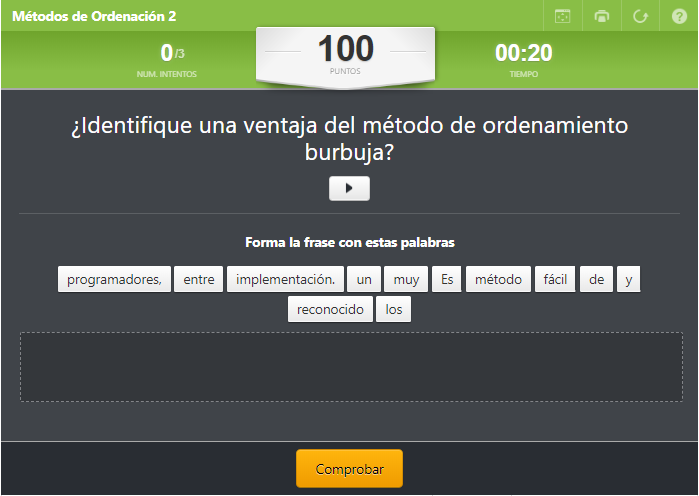 Métodos de Ordenación 2
0/3
NUM. INTENTOS
100
PUNTOS
00:20
TIEMPO
¿Identifique una ventaja del método de ordenamiento
burbuja?
Forma la frase con estas palabras
programadores, entre implementación. un muy Es método fácil de y
reconocido los
Comprobar